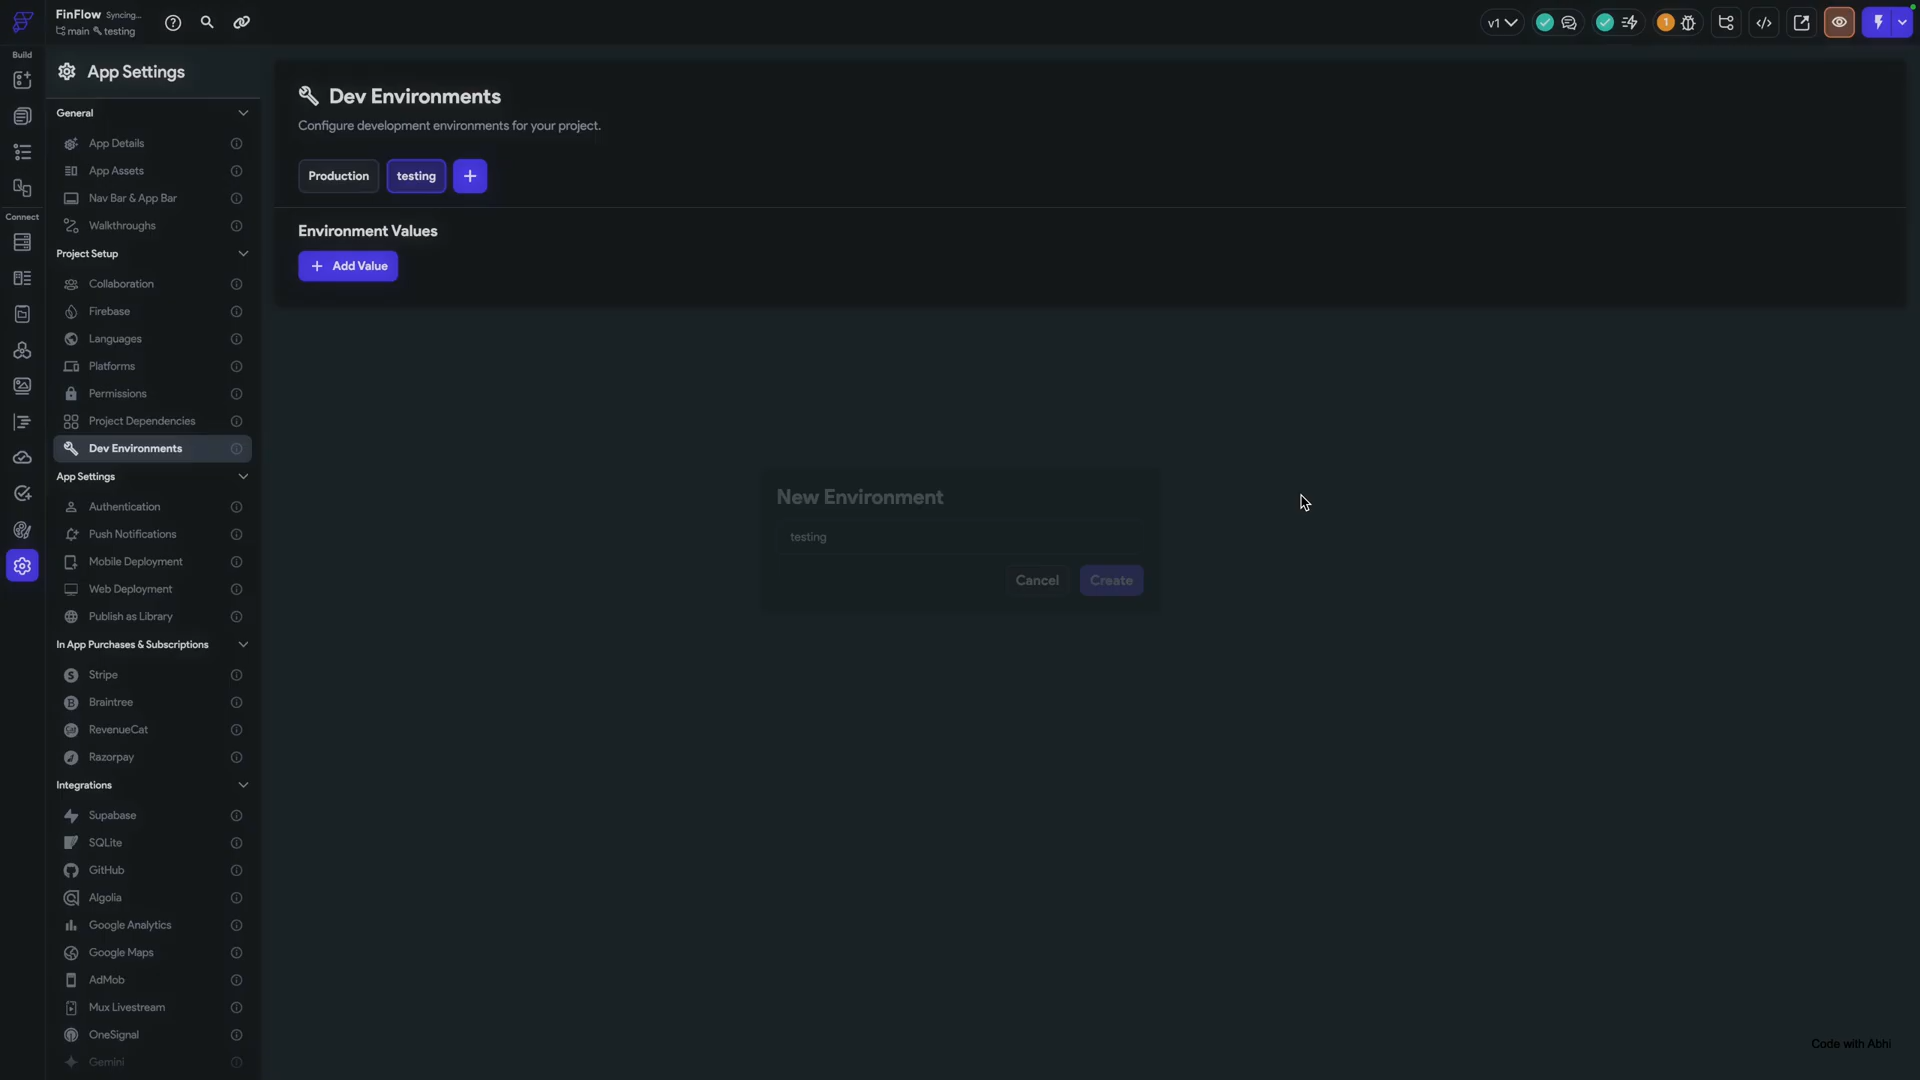 FinFlow Syncing...
main testing
v1
1
Build
Connect
App Settings
General
App Details
App Assets
Nav Bar & App Bar
Walkthroughs
Project Setup
Collaboration
Firebase
Languages
Platforms
Permissions
Project Dependencies
Dev Environments
App Settings
Authentication
Push Notifications
Mobile Deployment
Web Deployment
Publish as Library
In App Purchases & Subscriptions
Stripe
Braintree
RevenueCat
Razorpay
Integrations
Supabase
SQLite
GitHub
Algolia
Google Analytics
Google Maps
AdMob
Mux Livestream
OneSignal
Gemini
Dev Environments
Configure development environments for your project.
Production testing +
Environment Values
+ Add Value
New Environment
testing
Cancel Create
Code with Abhi